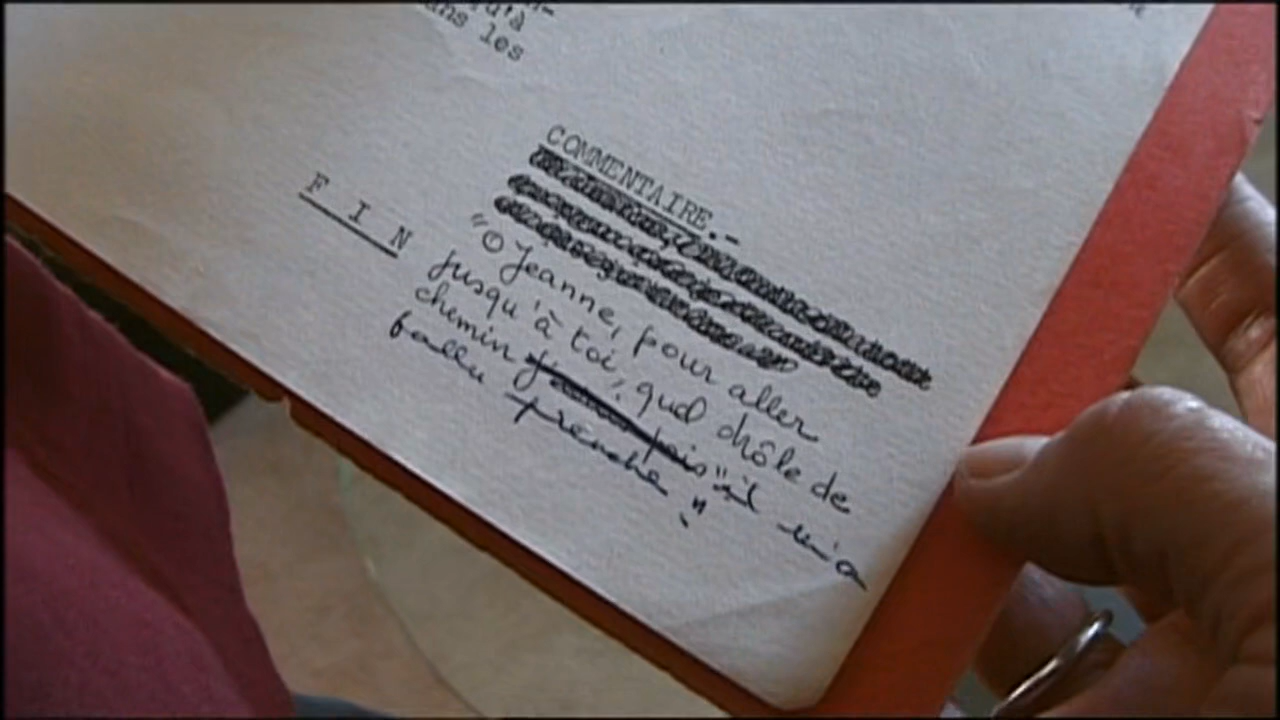 u'à
ans les
COMMENTAIRE.-
"O Jeanne, pour aller
jusqu'à toi, quel drôle de
chemin "il m'a
fallu prendre".
F I N